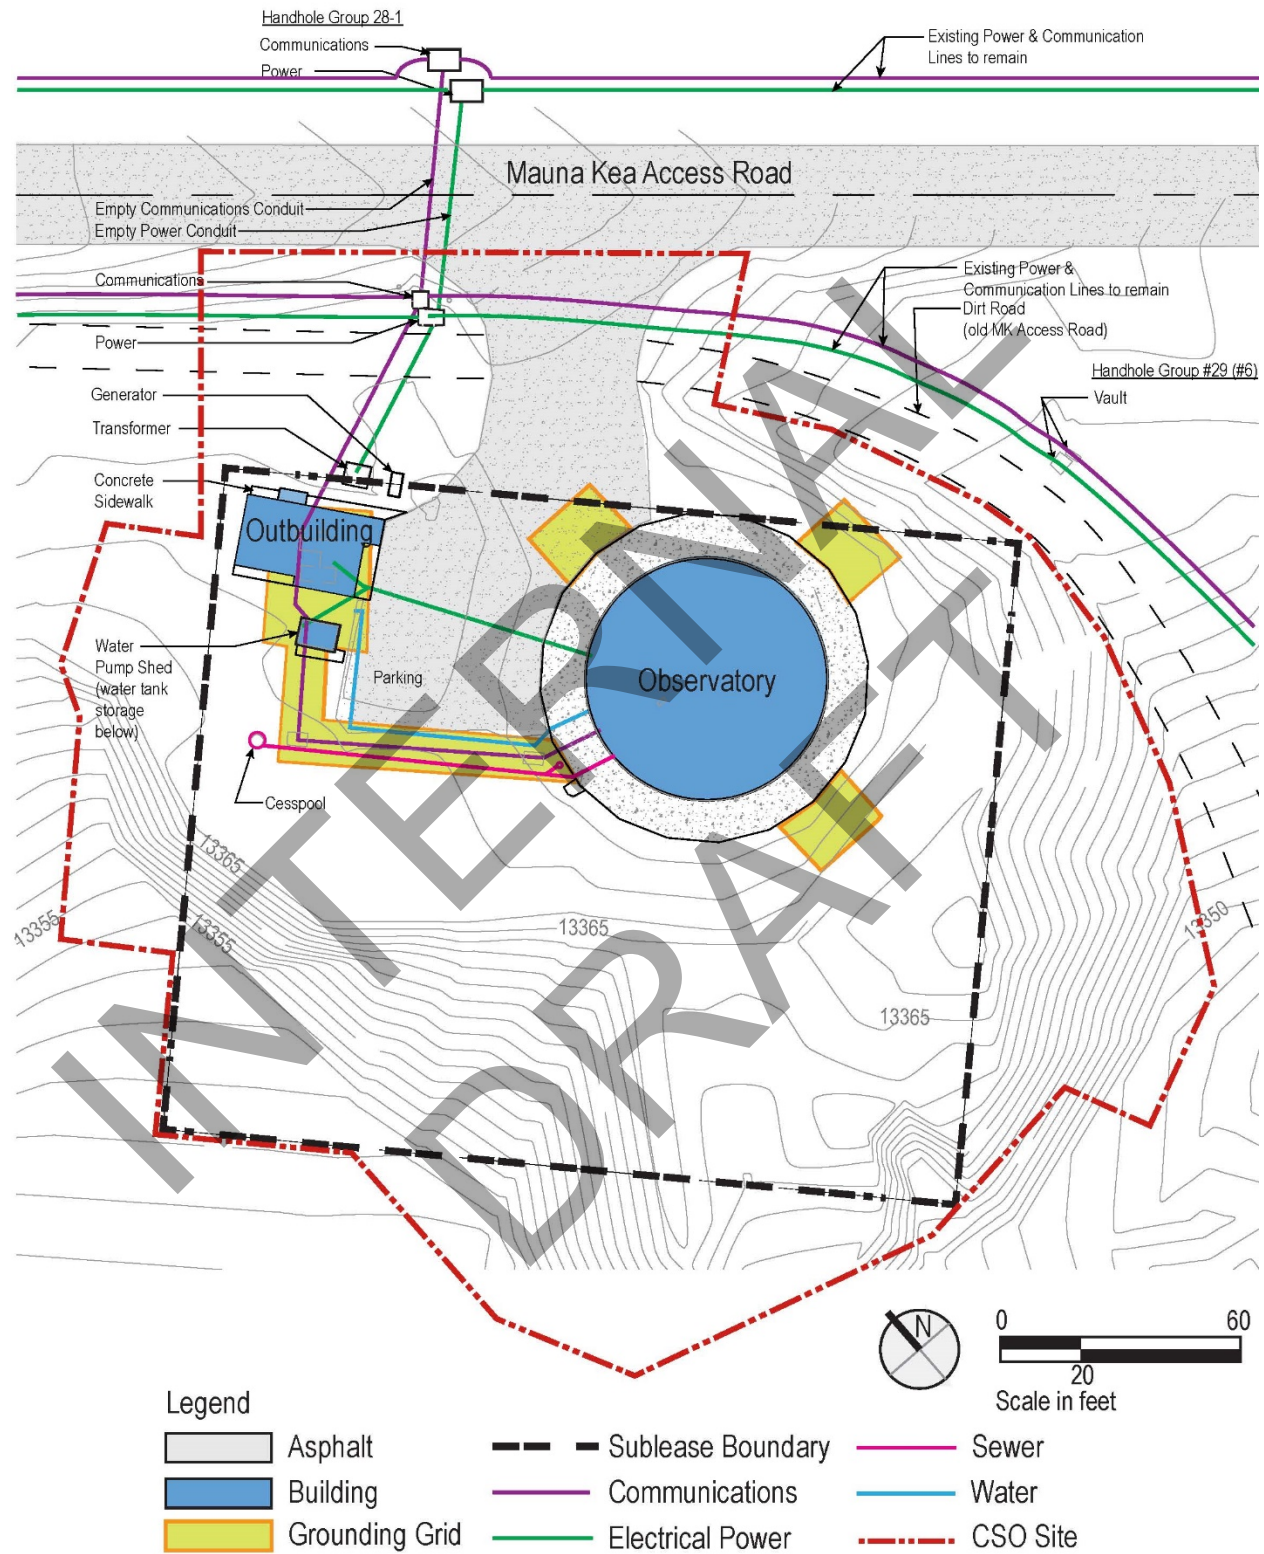 Handhole Group 28-1
Communications
Power
Existing Power & Communication
Lines to remain
Mauna Kea Access Road
Empty Communications Conduit
Empty Power Conduit
Communications
Existing Power &
Communication Lines to remain
Dirt Road
(old MK Access Road)
Power
Handhole Group #29 (#6)
Vault
Generator
Transformer
Concrete
Sidewalk
Outbuilding
Water
Pump Shed
(water tank
storage
below)
Parking
Observatory
Cesspool
13365
13355
13355
13365
13350
13365
INTERNAL
DRAFT
N
0
60
20
Scale in feet
Legend
Asphalt
Sublease Boundary
Sewer
Building
Communications
Water
Grounding Grid
Electrical Power
CSO Site